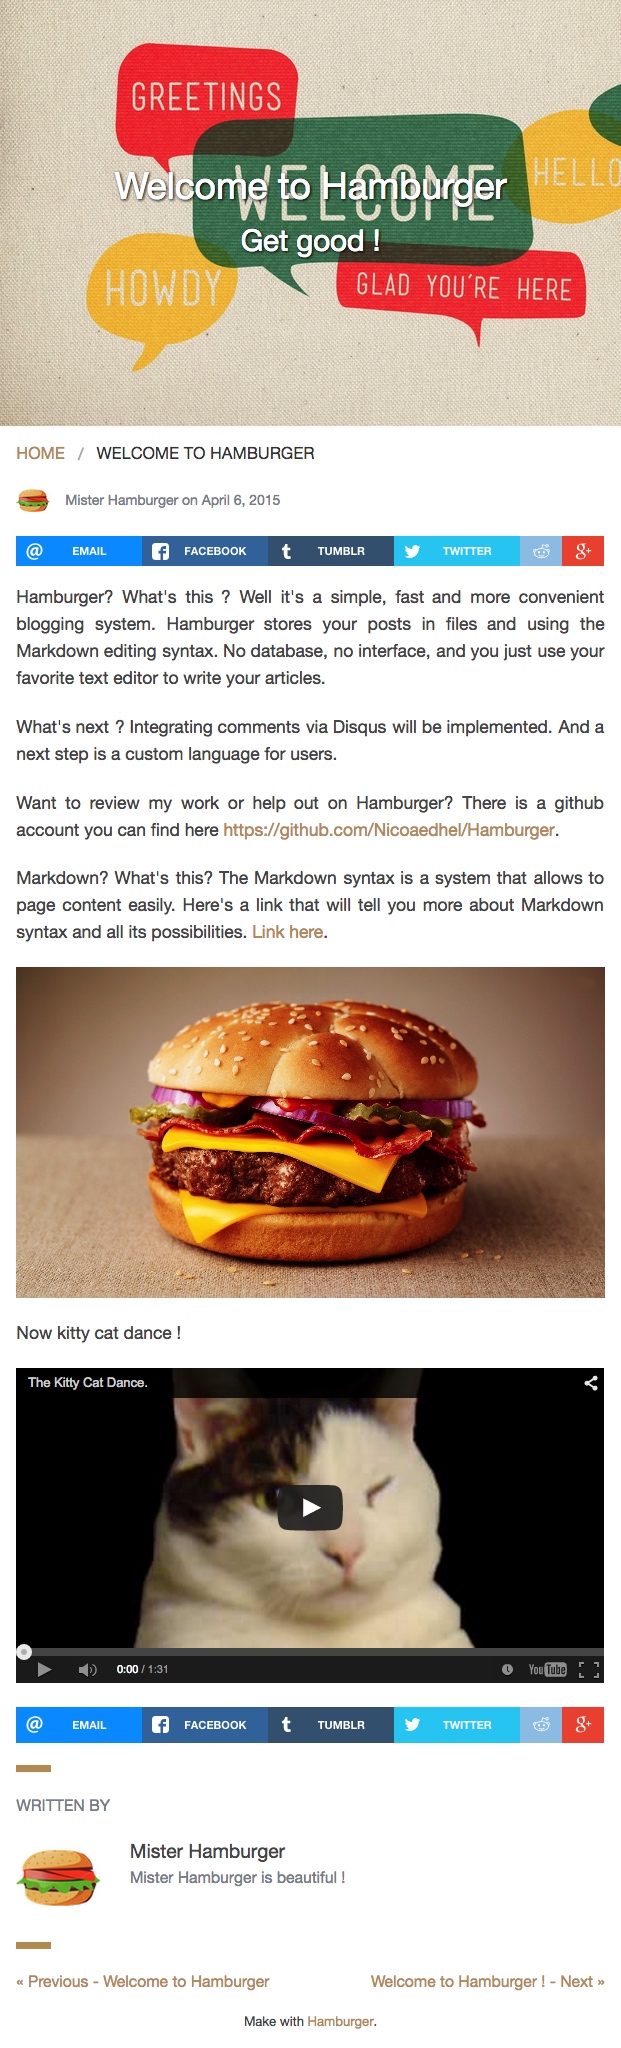 GREETINGS
WELCOME
HELLO
Welcome to Hamburger
Get good !
HOWDY
GLAD YOU'RE HERE
HOME / WELCOME TO HAMBURGER
Mister Hamburger on April 6, 2015
@ EMAIL FACEBOOK t TUMBLR TWITTER g+
Hamburger? What's this ? Well it's a simple, fast and more convenient
blogging system. Hamburger stores your posts in files and using the
Markdown editing syntax. No database, no interface, and you just use your
favorite text editor to write your articles.
What's next ? Integrating comments via Disqus will be implemented. And a
next step is a custom language for users.
Want to review my work or help out on Hamburger? There is a github
account you can find here https://github.com/Nicoaedhel/Hamburger.
Markdown? What's this? The Markdown syntax is a system that allows to
page content easily. Here's a link that will tell you more about Markdown
syntax and all its possibilities. Link here.
Now kitty cat dance !
The Kitty Cat Dance.
0:00 / 1:31 YouTube
@ EMAIL FACEBOOK t TUMBLR TWITTER g+
WRITTEN BY
Mister Hamburger
Mister Hamburger is beautiful !
« Previous - Welcome to Hamburger Welcome to Hamburger ! - Next »
Make with Hamburger.